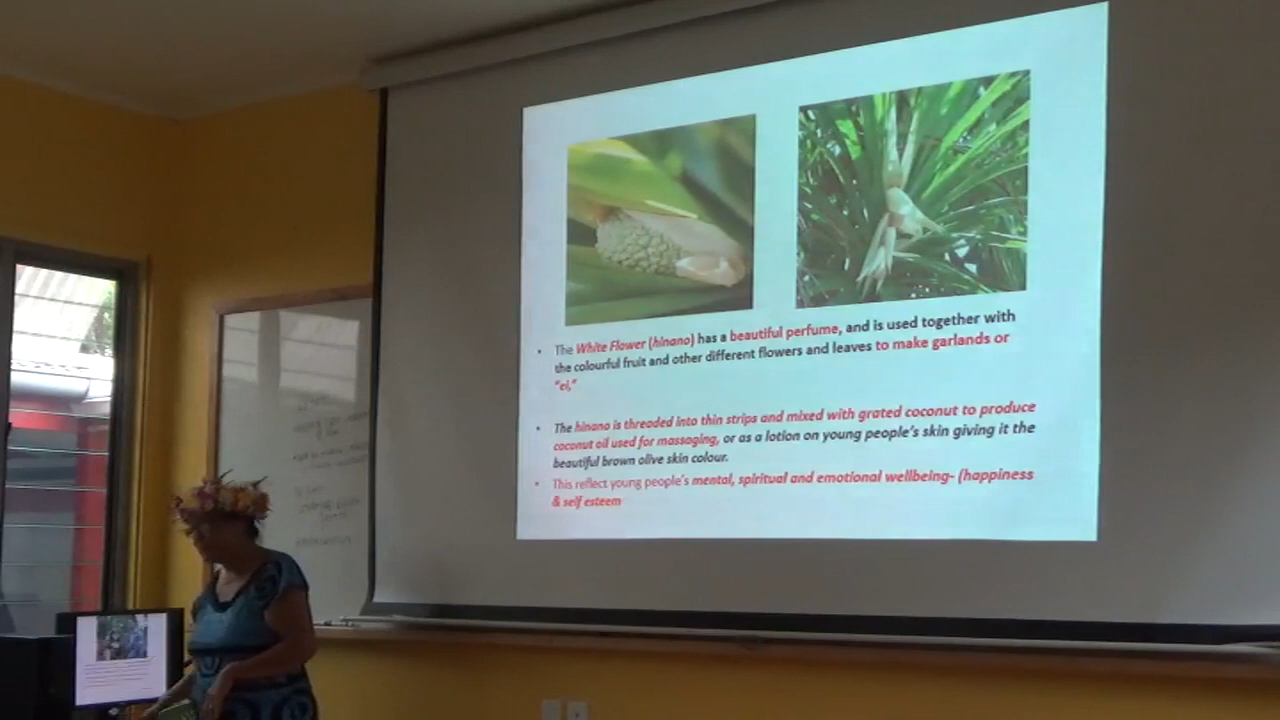 • The White Flower (hinano) has a beautiful perfume, and is used together with
the colourful fruit and other different flowers and leaves to make garlands or
"ei,"
• The hinano is threaded into thin strips and mixed with grated coconut to produce
coconut oil used for massaging, or as a lotion on young people's skin giving it the
beautiful brown olive skin colour.
• This reflect young people's mental, spiritual and emotional wellbeing- (happiness
& self esteem